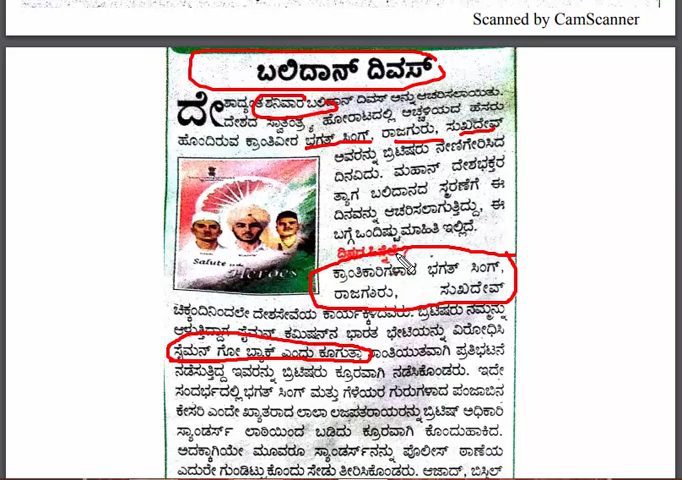 Scanned by CamScanner
ಬಲಿದಾನ್ ದಿವಸ್
ದೇಶಾದ್ಯಂತ ಶನಿವಾರ ಬಲಿದಾನ್ ದಿವಸ್ ಅನ್ನು ಆಚರಿಸಲಾಯಿತು.
ದೇಶದ ಸ್ವಾತಂತ್ರ್ಯ ಹೋರಾಟದಲ್ಲಿ ಅಚ್ಚಳಿಯದ ಹೆಸರು
ಹೊಂದಿರುವ ಕ್ರಾಂತಿವೀರ ಭಗತ್ ಸಿಂಗ್, ರಾಜಗುರು, ಸುಖದೇವ್
ಅವರನ್ನು ಬ್ರಿಟಿಷರು ನೇಣಿಗೇರಿಸಿದ
ದಿನವಿದು. ಮಹಾನ್ ದೇಶಭಕ್ತರ
ತ್ಯಾಗ ಬಲಿದಾನದ ಸ್ಮರಣೆಗೆ ಈ
ದಿನವನ್ನು ಆಚರಿಸಲಾಗುತ್ತಿದ್ದು, ಈ
ಬಗ್ಗೆ ಒಂದಿಷ್ಟು ಮಾಹಿತಿ ಇಲ್ಲಿದೆ.
Salute
Heroes
ಕ್ರಾಂತಿಕಾರಿಗಳಾದ ಭಗತ್ ಸಿಂಗ್,
ರಾಜಗುರು, ಸುಖದೇವ್
ಚಿಕ್ಕಂದಿನಿಂದಲೇ ದೇಶಸೇವೆಯ ಕಾರ್ಯಕ್ಕಿಳಿದವರು. ಬ್ರಿಟಿಷರು ನಮ್ಮನ್ನು
ಆಳುತ್ತಿದ್ದಾಗ ಸೈಮನ್ ಕಮಿಷನ್‌ನ ಭಾರತ ಭೇಟಿಯನ್ನು ವಿರೋಧಿಸಿ
ಸೈಮನ್ ಗೋ ಬ್ಯಾಕ್ ಎಂದು ಕೂಗುತ್ತಾ ಶಾಂತಿಯುತವಾಗಿ ಪ್ರತಿಭಟನೆ
ನಡೆಸುತ್ತಿದ್ದ ಇವರನ್ನು ಬ್ರಿಟಿಷರು ಕ್ರೂರವಾಗಿ ನಡೆಸಿಕೊಂಡರು. ಇದೇ
ಸಂದರ್ಭದಲ್ಲಿ ಭಗತ್ ಸಿಂಗ್ ಮತ್ತು ಗೆಳೆಯರ ಗುರುಗಳಾದ ಪಂಜಾಬಿನ
ಕೇಸರಿ ಎಂದೇ ಖ್ಯಾತರಾದ ಲಾಲಾ ಲಜಪತರಾಯರನ್ನು ಬ್ರಿಟಿಷ್ ಅಧಿಕಾರಿ
ಸ್ಯಾಂಡರ್ಸ್ ಲಾಠಿಯಿಂದ ಬಡಿದು ಕ್ರೂರವಾಗಿ ಕೊಂದುಹಾಕಿದ.
ಅದಕ್ಕಾಗಿಯೇ ಮೂವರೂ ಸ್ಯಾಂಡರ್ಸ್‌ನನ್ನು ಪೊಲೀಸ್ ಠಾಣೆಯ
ಎದುರೇ ಗುಂಡಿಟ್ಟು ಕೊಂದು ಸೇಡು ತೀರಿಸಿಕೊಂಡರು. ಆಜಾದ್, ಬಿಸ್ಮಿಲ್